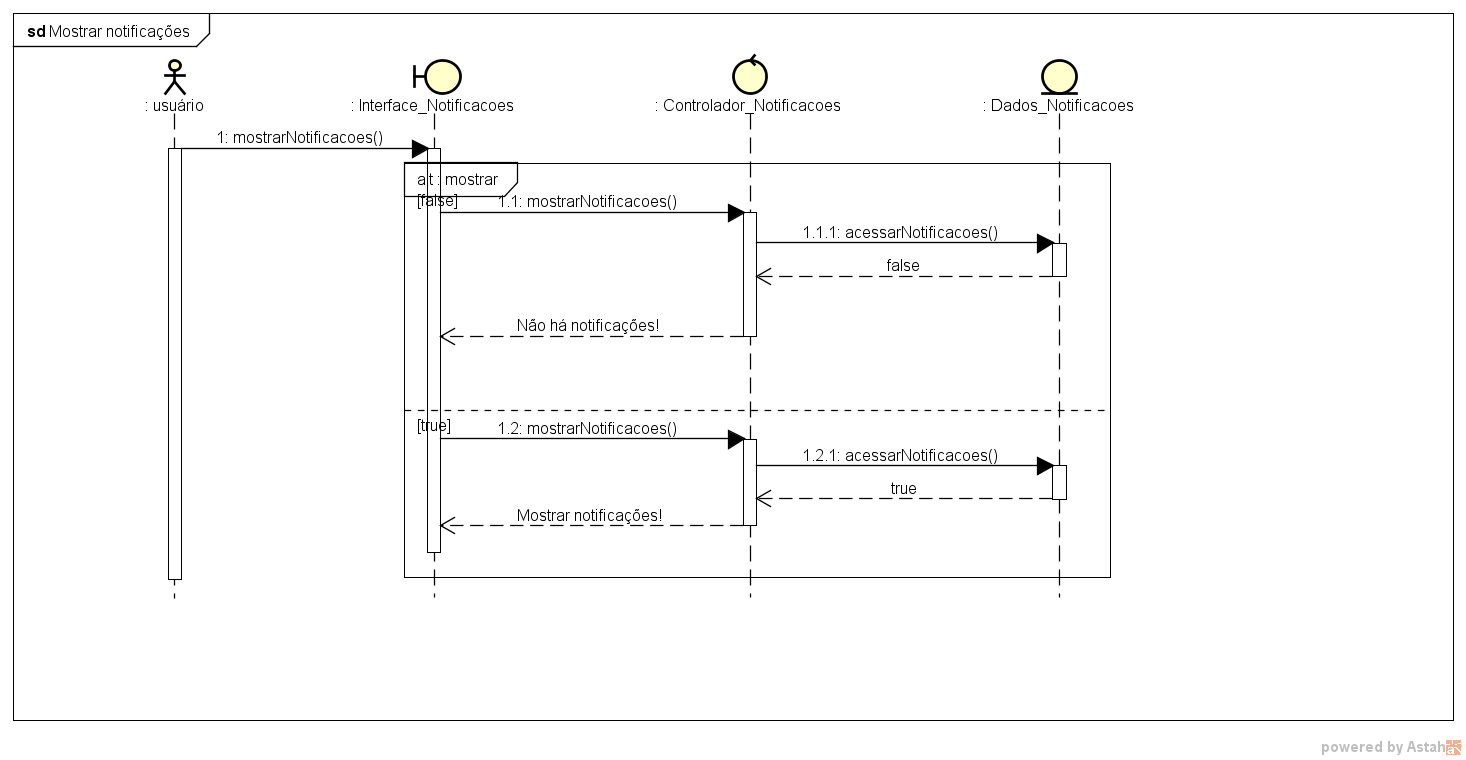 sd Mostrar notificações
: usuário
: Interface_Notificacoes
: Controlador_Notificacoes
: Dados_Notificacoes
1: mostrarNotificacoes()
alt : mostrar
[false]
1.1: mostrarNotificacoes()
1.1.1: acessarNotificacoes()
false
Não há notificações!
[true]
1.2: mostrarNotificacoes()
1.2.1: acessarNotificacoes()
true
Mostrar notificações!
powered by Astah